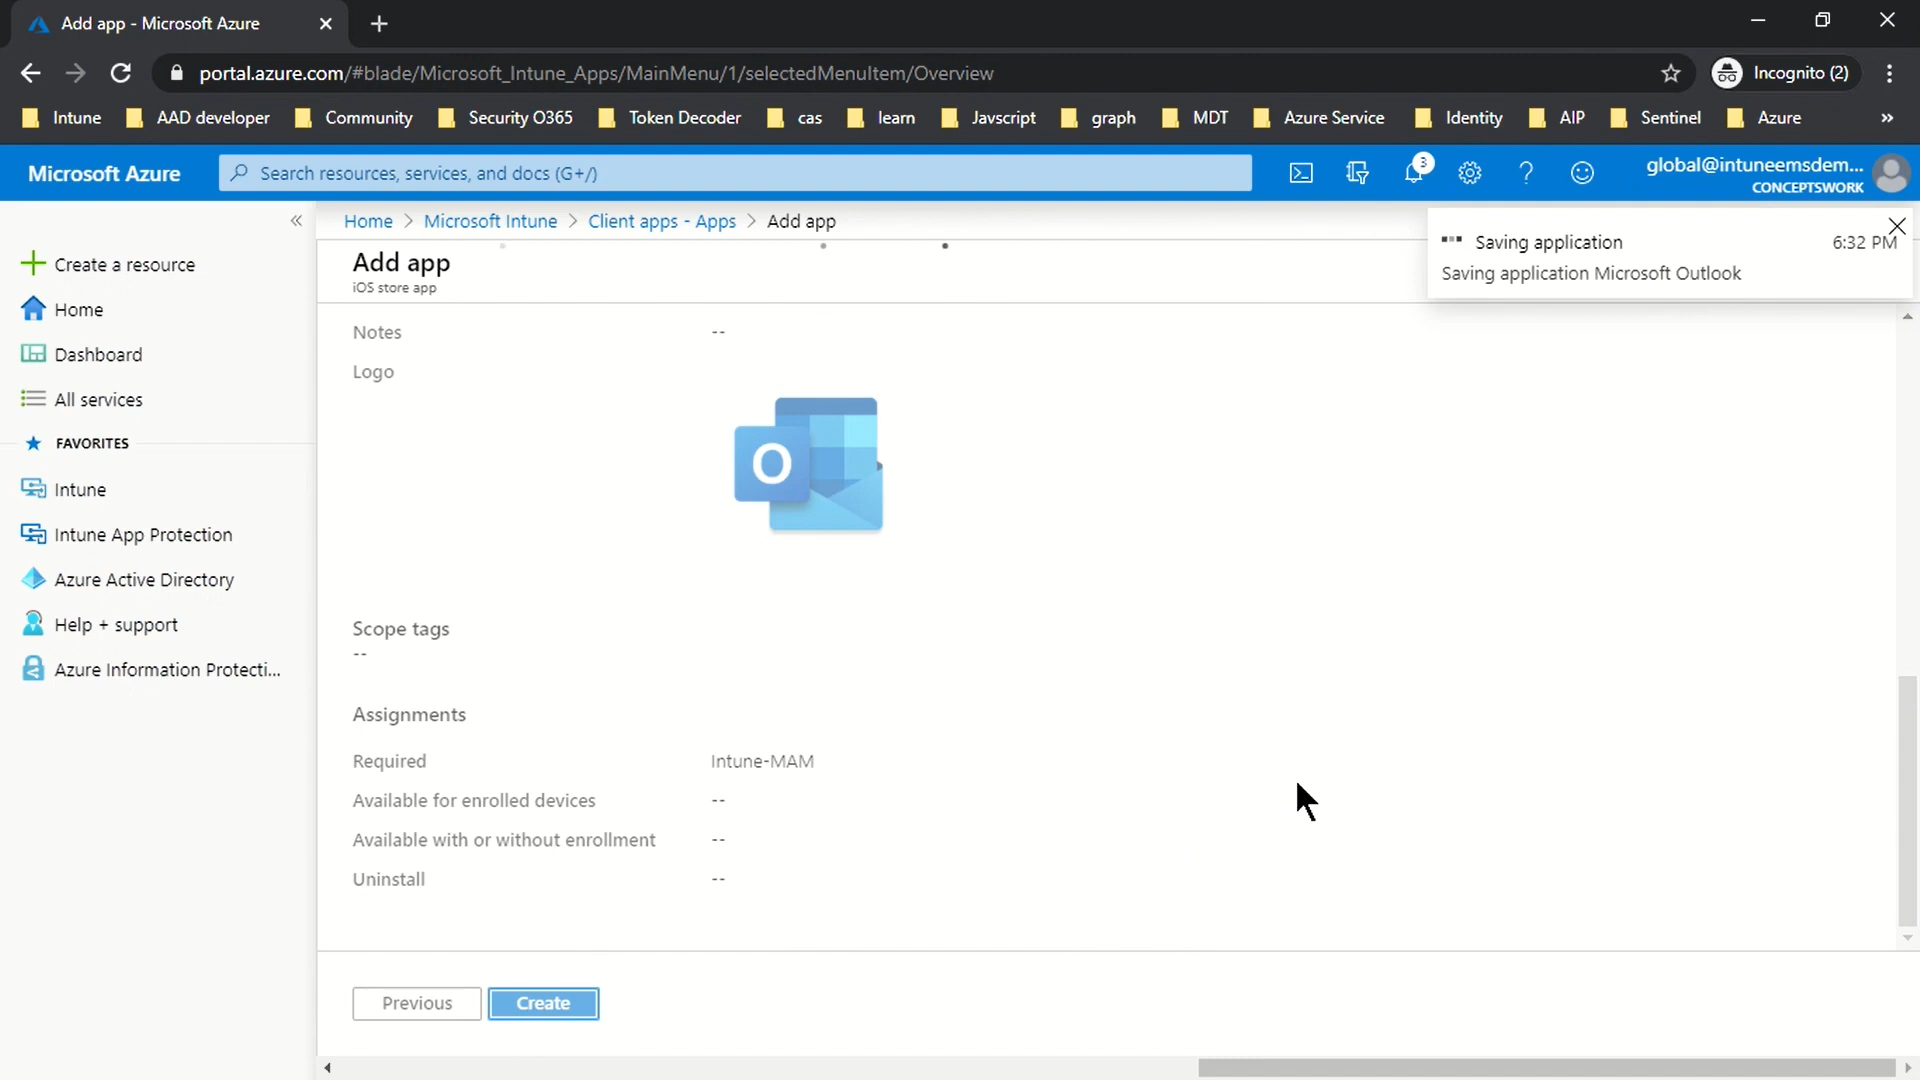 Add app - Microsoft Azure
portal.azure.com/#blade/Microsoft_Intune_Apps/MainMenu/1/selectedMenuItem/Overview
Incognito (2)
Intune
AAD developer
Community
Security O365
Token Decoder
cas
learn
Javscript
graph
MDT
Azure Service
Identity
AIP
Sentinel
Azure
»
Microsoft Azure
Search resources, services, and docs (G+/)
3
global@intuneemsdem...
CONCEPTSWORK
«
Home > Microsoft Intune > Client apps - Apps > Add app
Saving application
6:32 PM
Saving application Microsoft Outlook
Create a resource
Home
Dashboard
All services
FAVORITES
Intune
Intune App Protection
Azure Active Directory
Help + support
Azure Information Protecti...
Add app
iOS store app
Notes --
Logo
O
Scope tags
--
Assignments
Required Intune-MAM
Available for enrolled devices --
Available with or without enrollment --
Uninstall --
Previous
Create